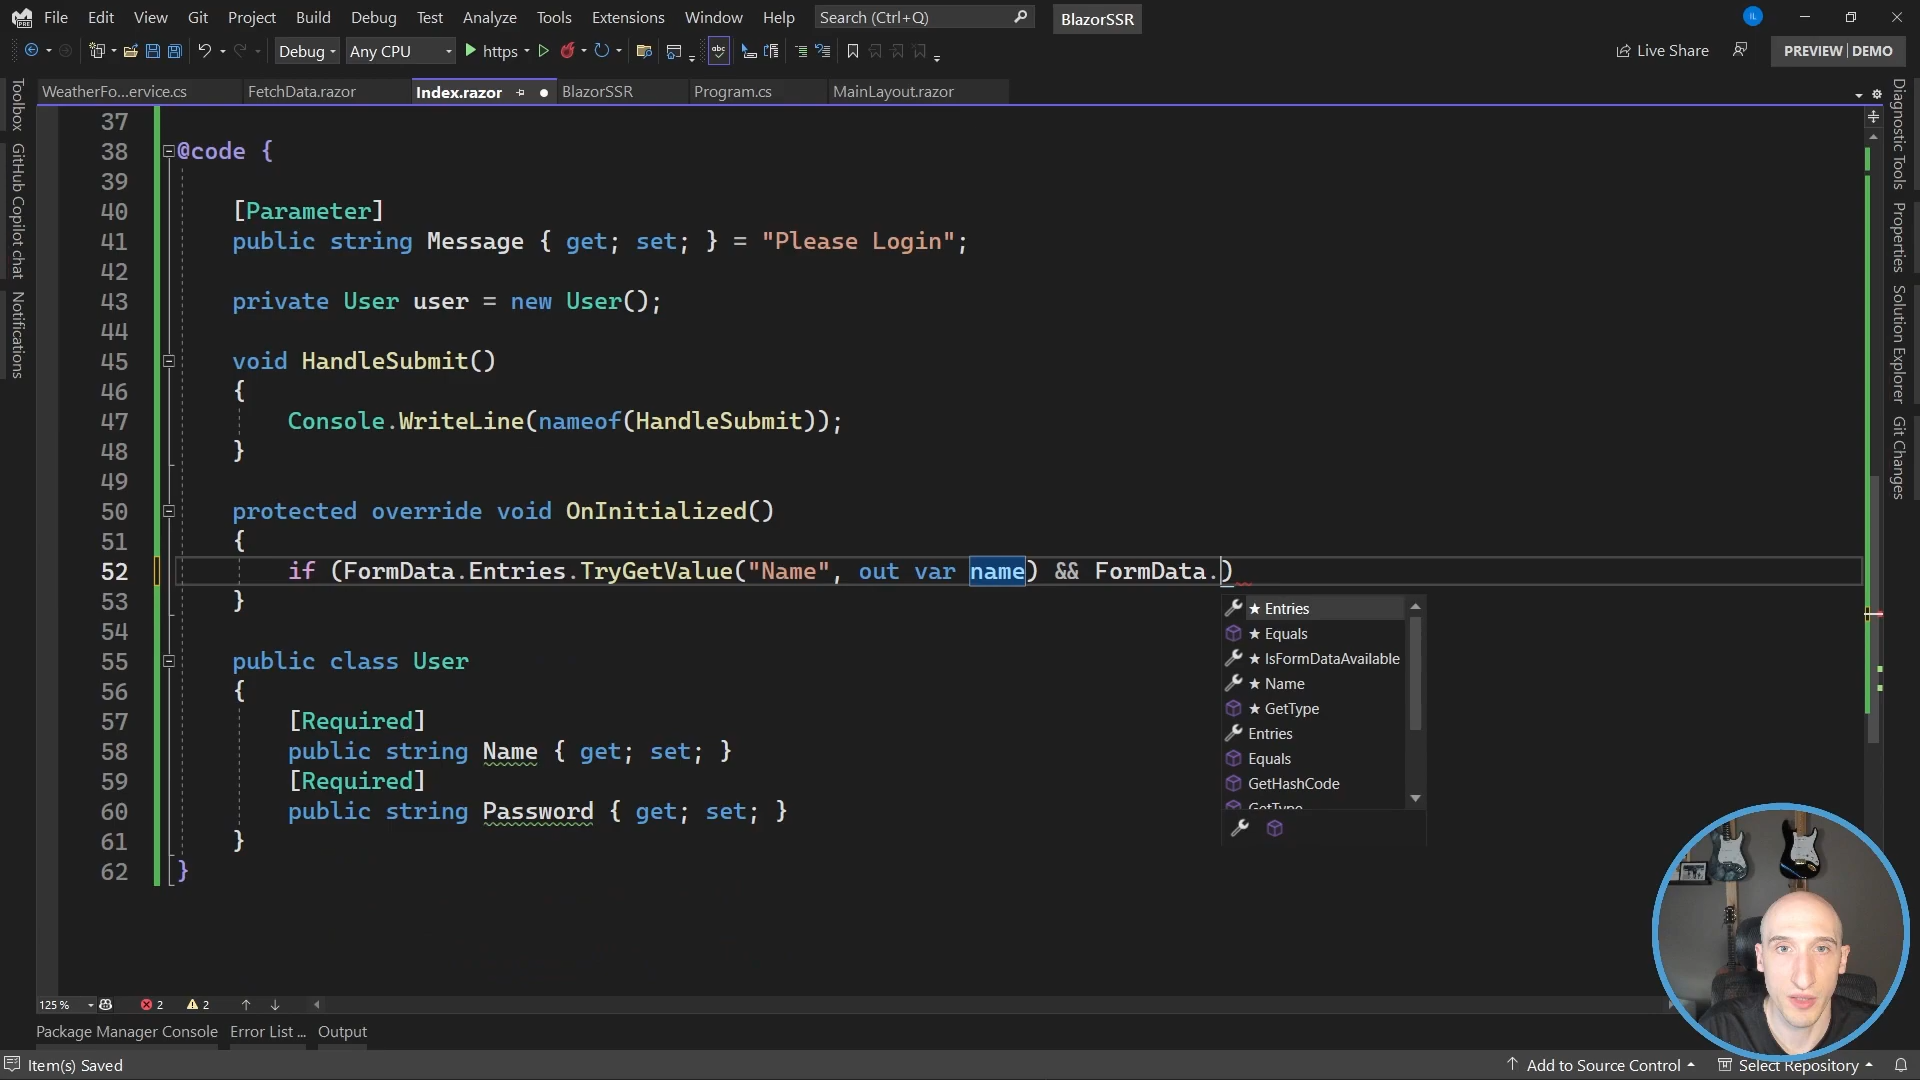 File Edit View Git Project Build Debug Test Analyze Tools Extensions Window Help Search (Ctrl+Q) BlazorSSR IL
Debug Any CPU https Live Share PREVIEW | DEMO
WeatherFo...ervice.cs FetchData.razor Index.razor BlazorSSR Program.cs MainLayout.razor
Toolbox
GitHub Copilot chat
Notifications
37
38 @code {
39
40 [Parameter]
41 public string Message { get; set; } = "Please Login";
42
43 private User user = new User();
44
45 void HandleSubmit()
46 {
47 Console.WriteLine(nameof(HandleSubmit));
48 }
49
50 protected override void OnInitialized()
51 {
52 if (FormData.Entries.TryGetValue("Name", out var name) && FormData.)
53 }
54
55 public class User
56 {
57 [Required]
58 public string Name { get; set; }
59 [Required]
60 public string Password { get; set; }
61 }
62 }
★ Entries
★ Equals
★ IsFormDataAvailable
★ Name
★ GetType
Entries
Equals
GetHashCode
GetType
Diagnostic Tools
Properties
Solution Explorer
Git Changes
125 % 2 2
Package Manager Console Error List ... Output
Item(s) Saved Add to Source Control Select Repository